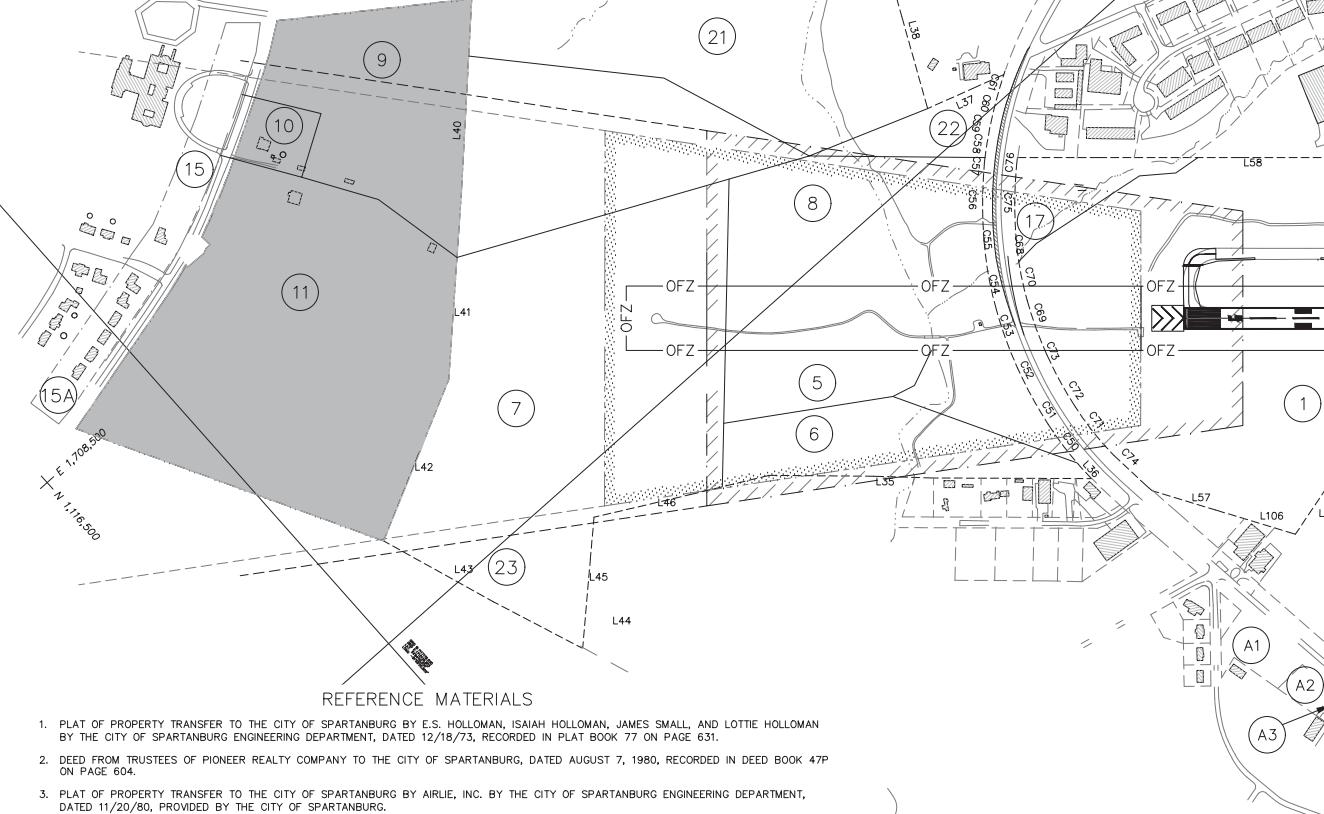 21
9
L38
C61
C60
L37
10
L40
22
C59
C58
C57
C76
L58
15
8
C56
C75
17
C55
C68
11
OFZ
OFZ
C54
C70
OFZ
OFZ
L41
C69
C53
OFZ
OFZ
OFZ
C73
C52
5
15A
7
C72
1
C51
C71
6
C50
E 1,708,500
L42
L36
C74
L35
N 1,116,500
L46
L57
L106
23
L43
L45
L44
A1
A2
A3
REFERENCE MATERIALS
1. PLAT OF PROPERTY TRANSFER TO THE CITY OF SPARTANBURG BY E.S. HOLLOMAN, ISAIAH HOLLOMAN, JAMES SMALL, AND LOTTIE HOLLOMAN
BY THE CITY OF SPARTANBURG ENGINEERING DEPARTMENT, DATED 12/18/73, RECORDED IN PLAT BOOK 77 ON PAGE 631.
2. DEED FROM TRUSTEES OF PIONEER REALTY COMPANY TO THE CITY OF SPARTANBURG, DATED AUGUST 7, 1980, RECORDED IN DEED BOOK 47P
ON PAGE 604.
3. PLAT OF PROPERTY TRANSFER TO THE CITY OF SPARTANBURG BY AIRLIE, INC. BY THE CITY OF SPARTANBURG ENGINEERING DEPARTMENT,
DATED 11/20/80, PROVIDED BY THE CITY OF SPARTANBURG.